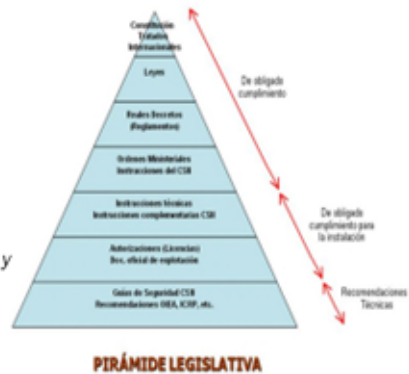 Constitución
Tratados
Internacionales
Leyes
Reales Decretos
(Reglamentos)
Ordenes Ministeriales
Instrucciones del CSN
Instrucciones técnicas
Instrucciones complementarias CSN
Autorizaciones (Licencias)
Doc. oficial de explotación
Guías de Seguridad CSN
Recomendaciones OIEA, ICRP, etc.
De obligado
cumplimiento
De obligado
cumplimiento para
la instalación
Recomendaciones
Técnicas
y
PIRÁMIDE LEGISLATIVA